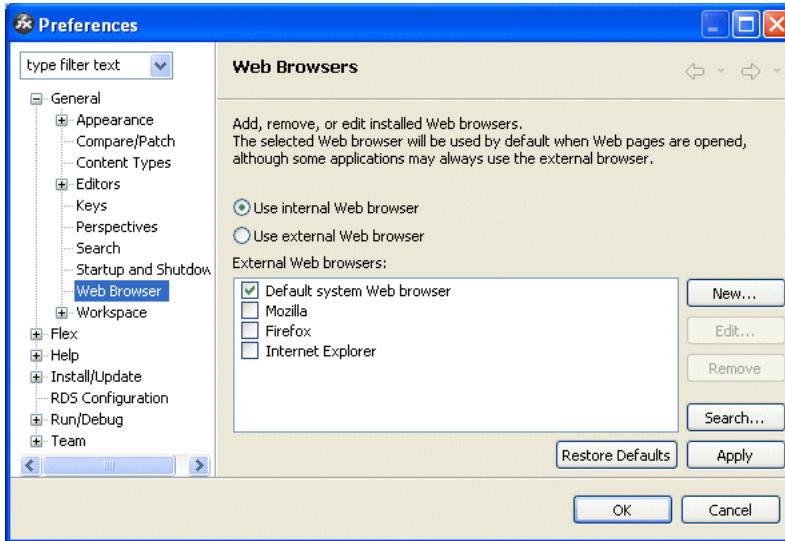 Preferences
type filter text
General
Appearance
Compare/Patch
Content Types
Editors
Keys
Perspectives
Search
Startup and Shutdow
Web Browser
Workspace
Flex
Help
Install/Update
RDS Configuration
Run/Debug
Team
Web Browsers
Add, remove, or edit installed Web browsers.
The selected Web browser will be used by default when Web pages are opened,
although some applications may always use the external browser.
Use internal Web browser
Use external Web browser
External Web browsers:
Default system Web browser
Mozilla
Firefox
Internet Explorer
New...
Edit...
Remove
Search...
Restore Defaults
Apply
OK
Cancel